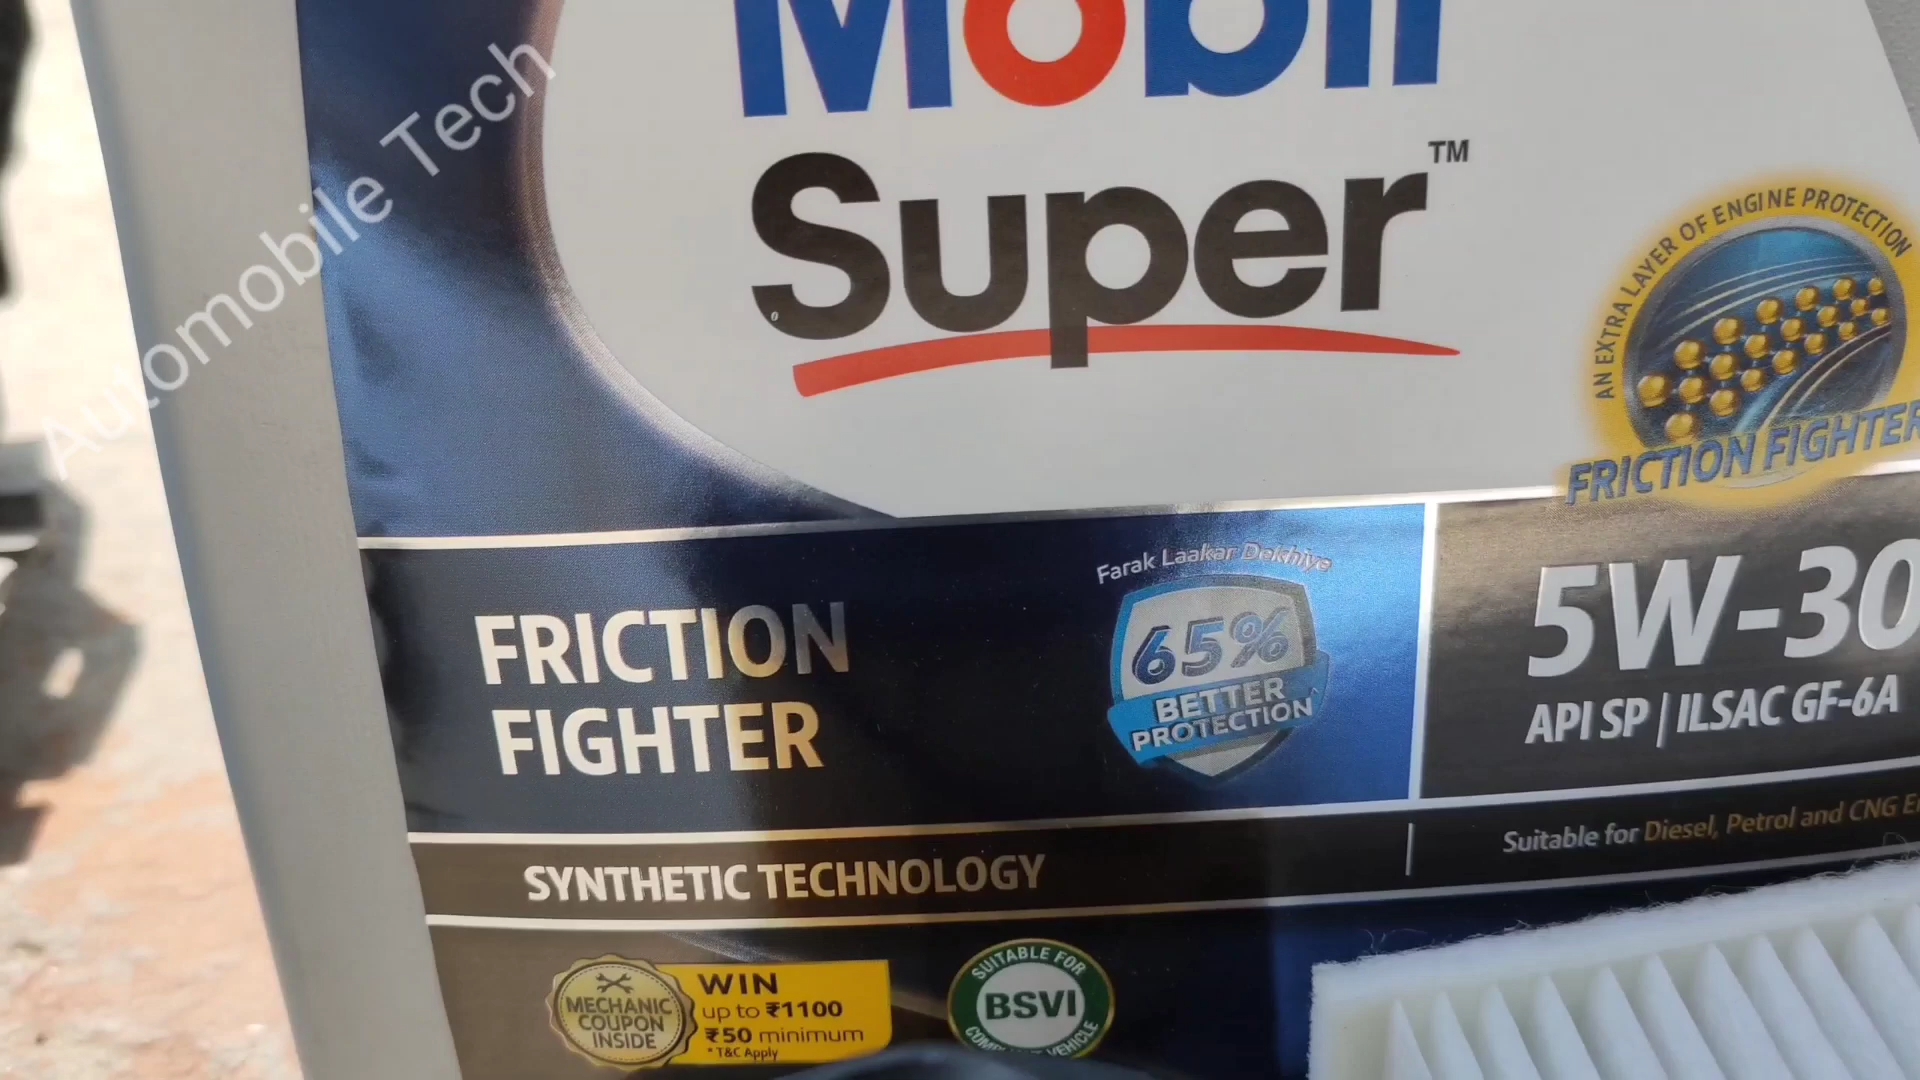 Automobile Tech
Mobil
Super™
AN EXTRA LAYER OF ENGINE PROTECTION
FRICTION FIGHTER
Farak Laakar Dekhiye
65%
BETTER
PROTECTION
FRICTION
FIGHTER
5W-30
API SP | ILSAC GF-6A
SYNTHETIC TECHNOLOGY
Suitable for Diesel, Petrol and CNG
MECHANIC
COUPON
INSIDE
WIN
up to ₹1100
₹50 minimum
*T&C Apply
SUITABLE FOR
BSVI
VEHICLE